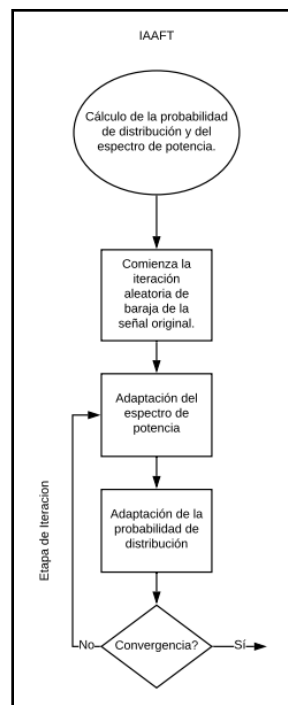 IAAFT
Cálculo de la probabilidad
de distribución y del
espectro de potencia.
Comienza la
iteración
aleatoria de
baraja de la
señal original.
Adaptación del
espectro de
potencia
Adaptación de la
probabilidad de
distribución
Etapa de Iteracion
No
Convergencia?
Sí